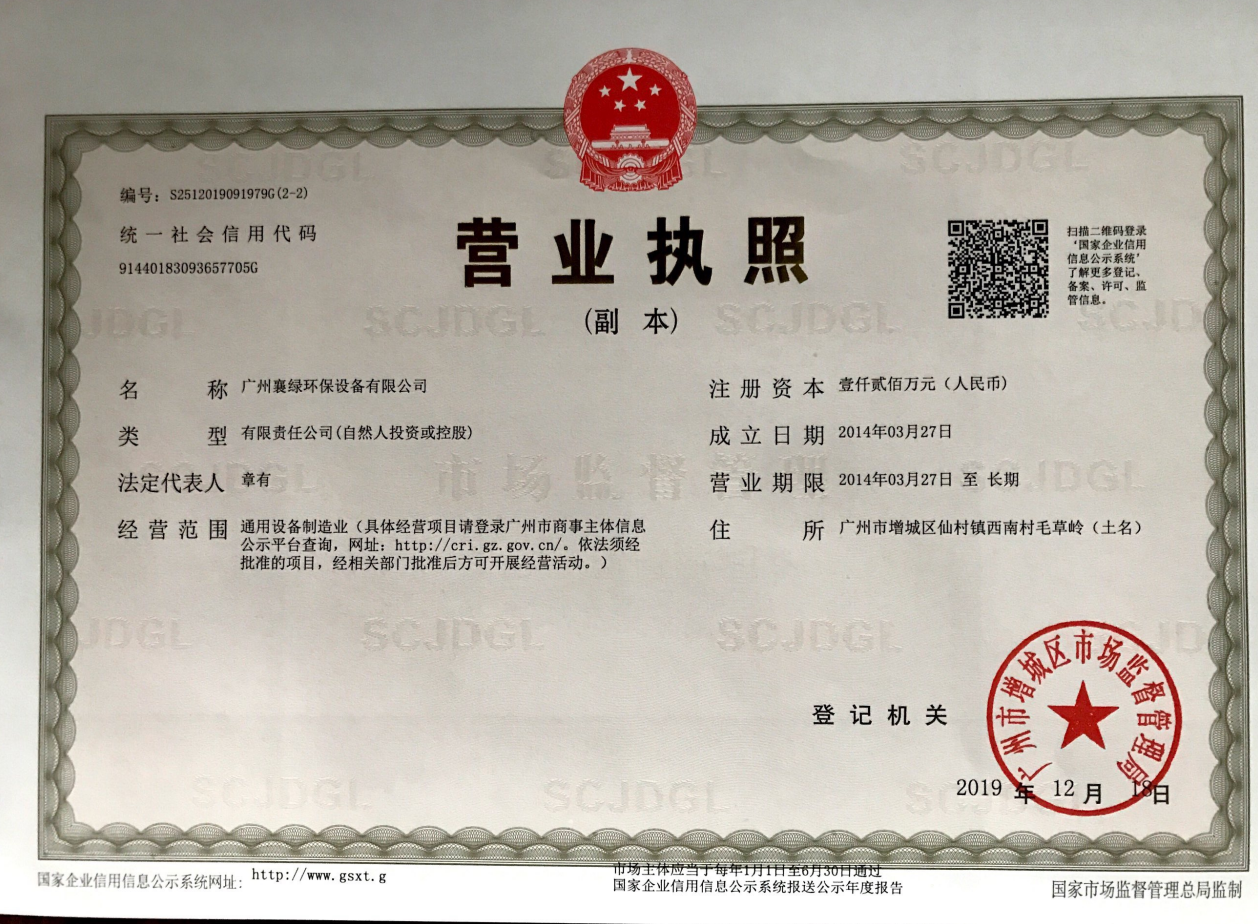 编号：S2512019091979G(2-2)
统一社会信用代码
91440183093657705G
营业执照
（副 本）
扫描二维码登录
‘国家企业信用
信息公示系统’
了解更多登记、
备案、许可、监
管信息。
名 称 广州襄绿环保设备有限公司
类 型 有限责任公司(自然人投资或控股)
法定代表人 章有
经营范围 通用设备制造业（具体经营项目请登录广州市商事主体信息
公示平台查询，网址：http://cri.gz.gov.cn/。依法须经
批准的项目，经相关部门批准后方可开展经营活动。）
注册资本 壹仟贰佰万元（人民币）
成立日期 2014年03月27日
营业期限 2014年03月27日 至 长期
住 所 广州市增城区仙村镇西南村毛草岭（土名）
SCJDGL
市场监督管理
登记机关
广州市增城区市场监督管理局
2019 年 12 月 18日
国家企业信用信息公示系统网址：http://www.gsxt.g
市场主体应当于每年1月1日至6月30日通过
国家企业信用信息公示系统报送公示年度报告
国家市场监督管理总局监制